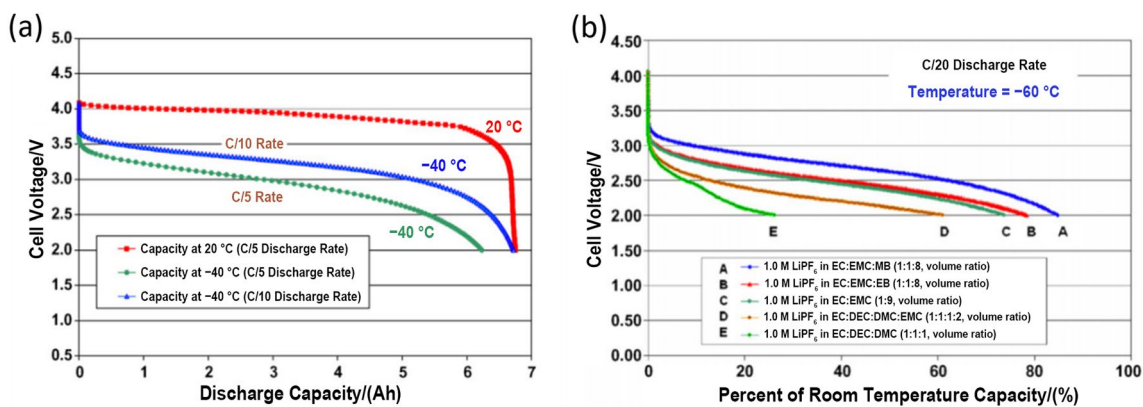 (a)
5.0
4.5
4.0
3.5
3.0
2.5
2.0
1.5
1.0
0.5
Cell Voltage/V
20 °C
C/10 Rate
−40 °C
C/5 Rate
−40 °C
Capacity at 20 °C (C/5 Discharge Rate)
Capacity at −40 °C (C/5 Discharge Rate)
Capacity at −40 °C (C/10 Discharge Rate)
0 1 2 3 4 5 6 7
Discharge Capacity/(Ah)
(b)
4.50
4.00
3.50
3.00
2.50
2.00
1.50
1.00
0.50
0.00
Cell Voltage/V
C/20 Discharge Rate
Temperature = −60 °C
E D C B A
A 1.0 M LiPF6 in EC:EMC:MB (1:1:8, volume ratio)
B 1.0 M LiPF6 in EC:EMC:EB (1:1:8, volume ratio)
C 1.0 M LiPF6 in EC:EMC (1:9, volume ratio)
D 1.0 M LiPF6 in EC:DEC:DMC:EMC (1:1:1:2, volume ratio)
E 1.0 M LiPF6 in EC:DEC:DMC (1:1:1, volume ratio)
0 20 40 60 80 100
Percent of Room Temperature Capacity/(%)